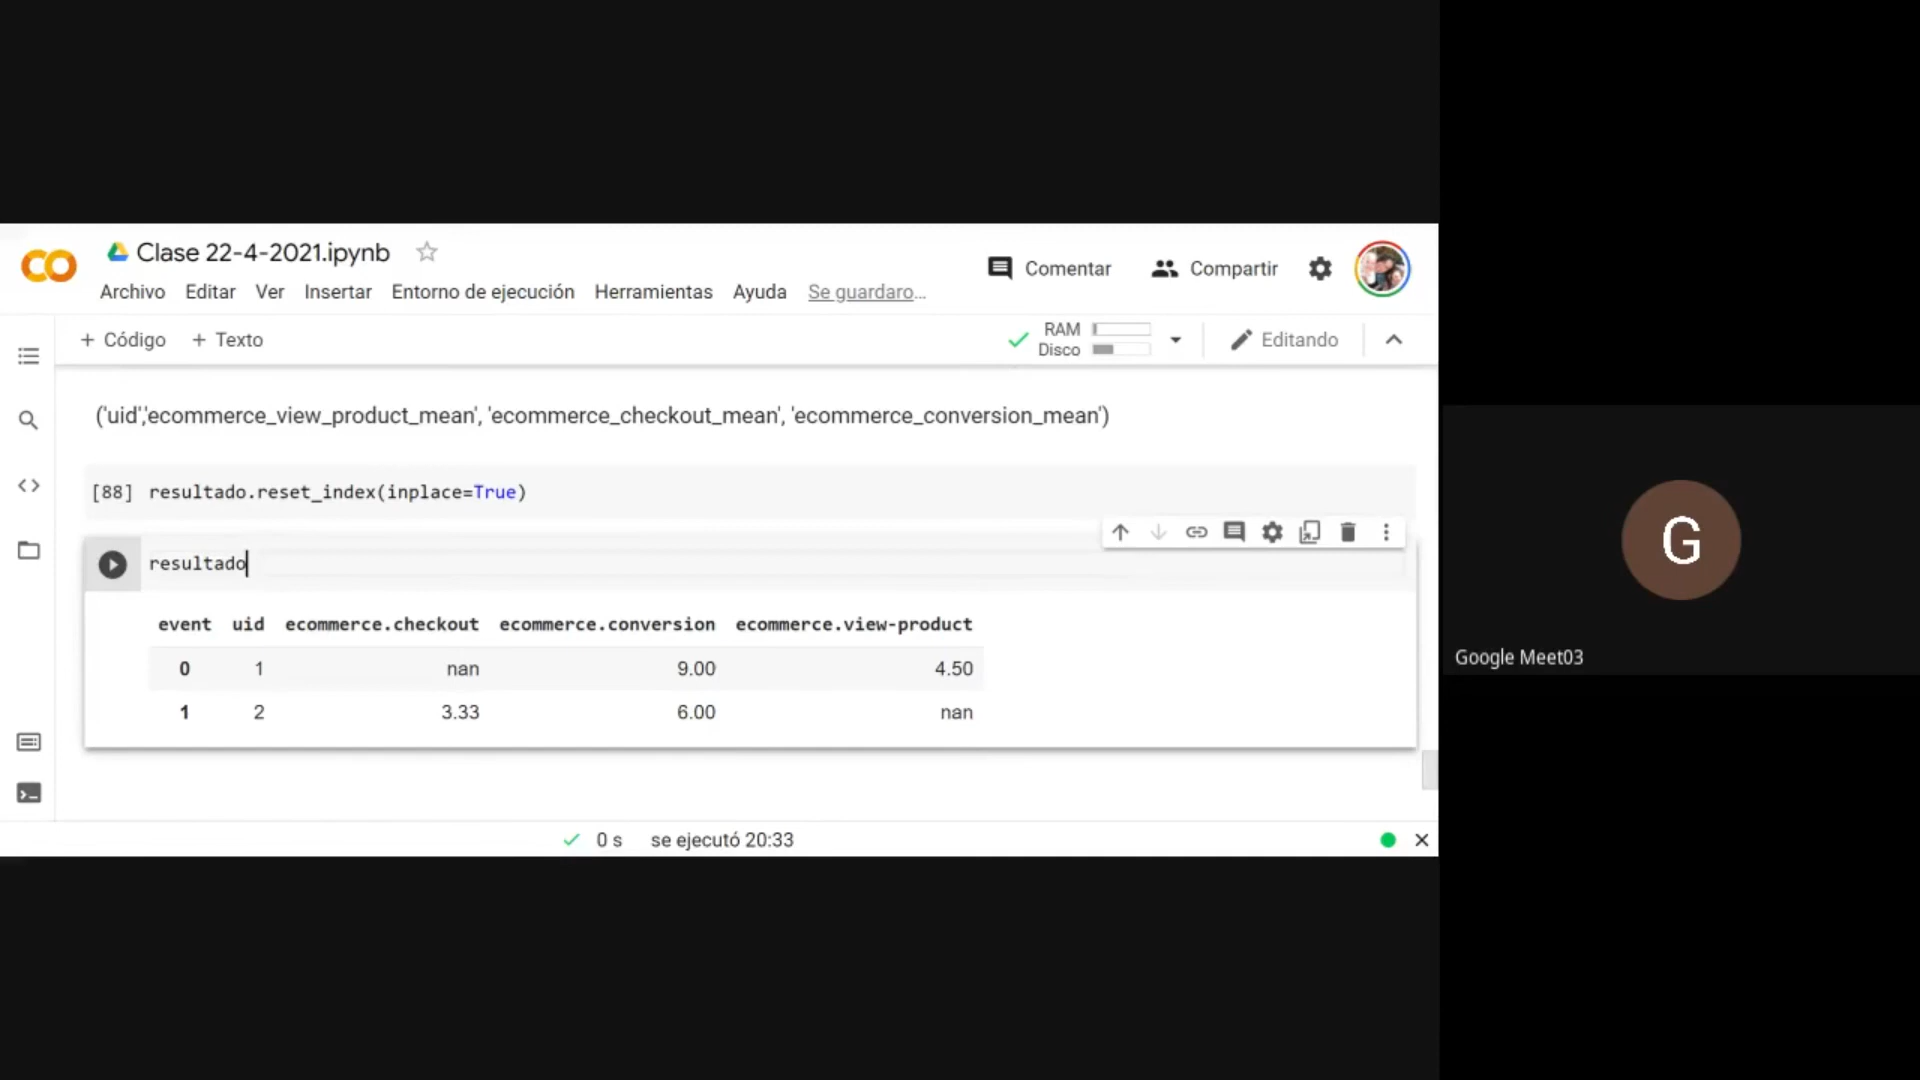 Clase 22-4-2021.ipynb
Comentar
Compartir
Archivo Editar Ver Insertar Entorno de ejecución Herramientas Ayuda Se guardaro...
+ Código + Texto
RAM
Disco
Editando
('uid','ecommerce_view_product_mean', 'ecommerce_checkout_mean', 'ecommerce_conversion_mean')
[88] resultado.reset_index(inplace=True)
resultado
event uid ecommerce.checkout ecommerce.conversion ecommerce.view-product
0 1 nan 9.00 4.50
1 2 3.33 6.00 nan
0 s se ejecutó 20:33
G
Google Meet03